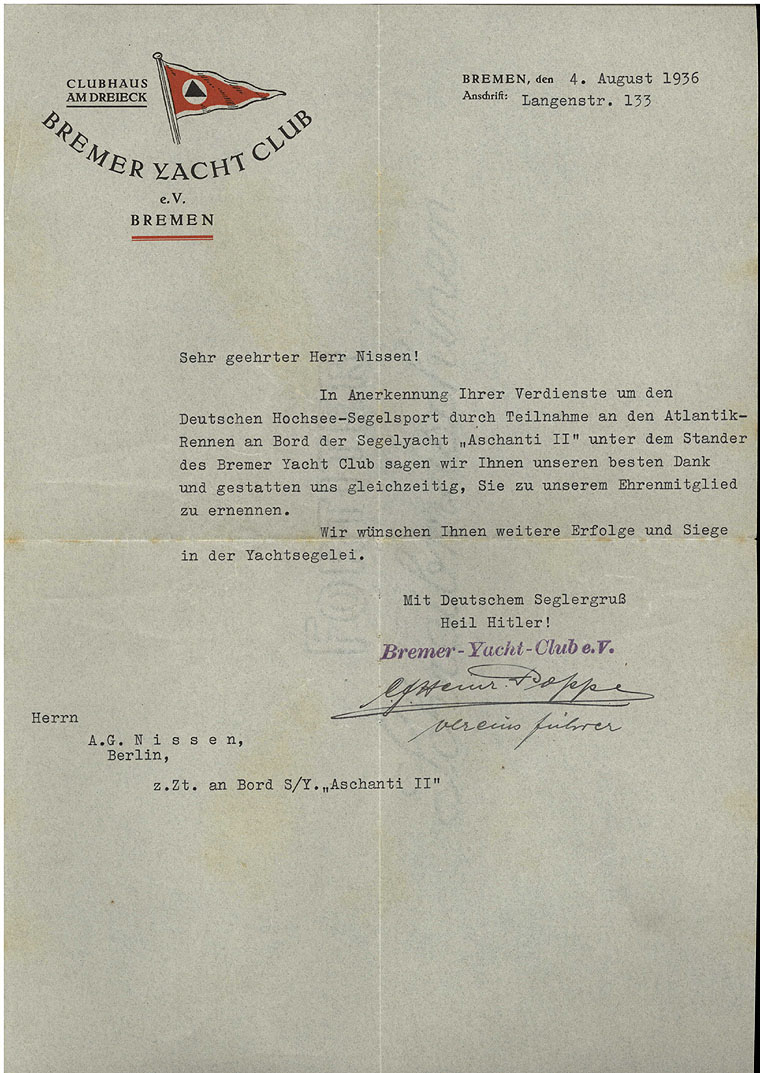 CLUBHAUS
AM DREIECK
BREMER YACHT CLUB
e.V.
BREMEN
BREMEN, den 4. August 1936
Anschrift: Langenstr. 133
Sehr geehrter Herr Nissen!
In Anerkennung Ihrer Verdienste um den
Deutschen Hochsee-Segelsport durch Teilnahme an den Atlantik-
Rennen an Bord der Segelyacht „Aschanti II" unter dem Stander
des Bremer Yacht Club sagen wir Ihnen unseren besten Dank
und gestatten uns gleichzeitig, Sie zu unserem Ehrenmitglied
zu ernennen.
Wir wünschen Ihnen weitere Erfolge und Siege
in der Yachtsegelei.
Mit Deutschem Seglergruß
Heil Hitler!
Bremer-Yacht-Club e.V.
Henr. Poppe
Vereinsführer
Herrn
A.G. N i s s e n,
Berlin,
z.Zt. an Bord S/Y.„Aschanti II"